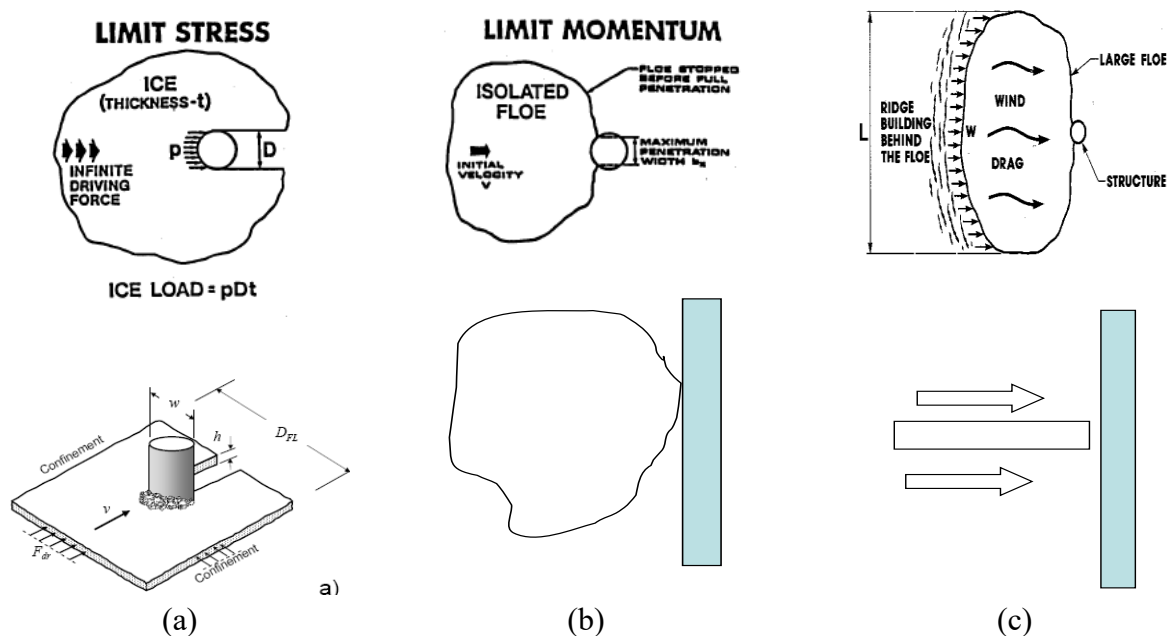 LIMIT STRESS
ICE
(THICKNESS-t)
p
D
INFINITE
DRIVING
FORCE
ICE LOAD = pDt
w
h
D_FL
Confinement
v
F_dr
Confinement
a)
(a)
LIMIT MOMENTUM
FLOE STOPPED
BEFORE FULL
PENETRATION
ISOLATED
FLOE
INITIAL
VELOCITY
V
MAXIMUM
PENETRATION
WIDTH
(b)
L
RIDGE
BUILDING
BEHIND
THE FLOE
W
WIND
DRAG
LARGE FLOE
STRUCTURE
(c)